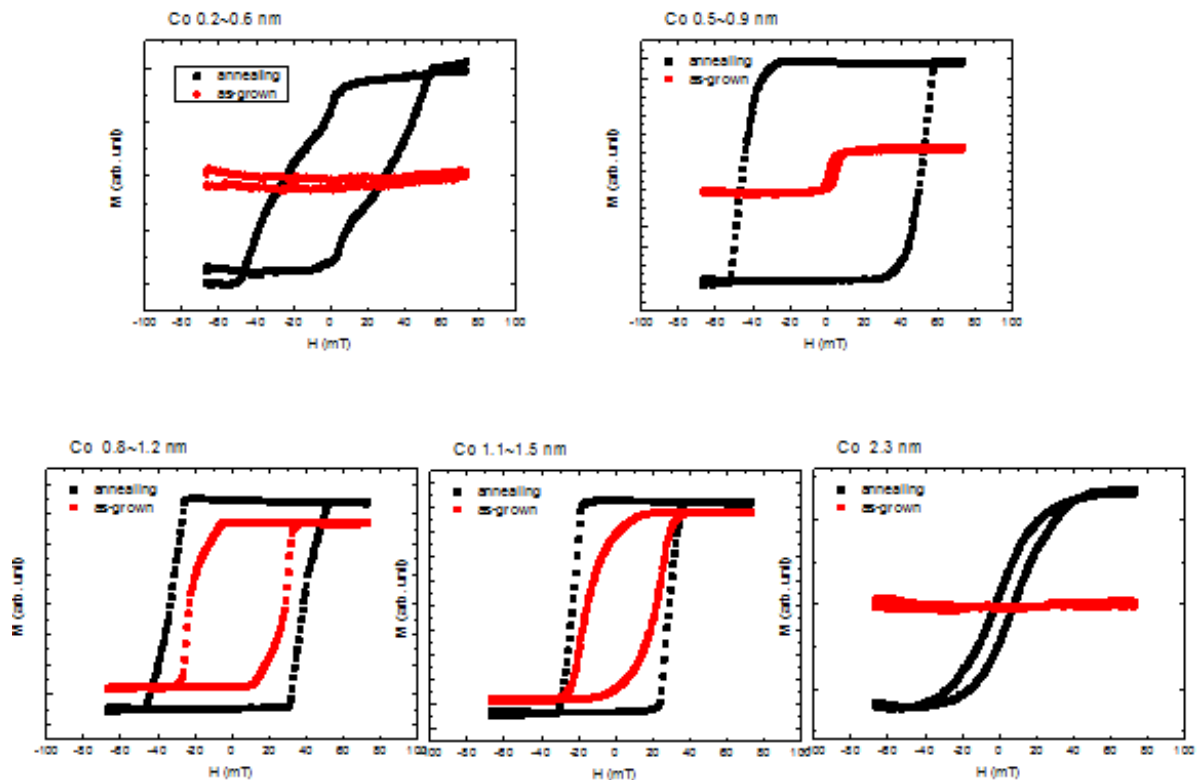 Co 0.2~0.6 nm
annealing
as-grown
M (arb. unit)
-100 -80 -60 -40 -20 0 20 40 60 80 100
H (mT)
Co 0.5~0.9 nm
annealing
as-grown
M (arb. unit)
-100 -80 -60 -40 -20 0 20 40 60 80 100
H (mT)
Co 0.8~1.2 nm
annealing
as-grown
M (arb. unit)
-100 -80 -60 -40 -20 0 20 40 60 80 100
H (mT)
Co 1.1~1.5 nm
annealing
as-grown
M (arb. unit)
-100 -80 -60 -40 -20 0 20 40 60 80 100
H (mT)
Co 2.3 nm
annealing
as-grown
M (arb. unit)
-100 -80 -60 -40 -20 0 20 40 60 80 100
H (mT)